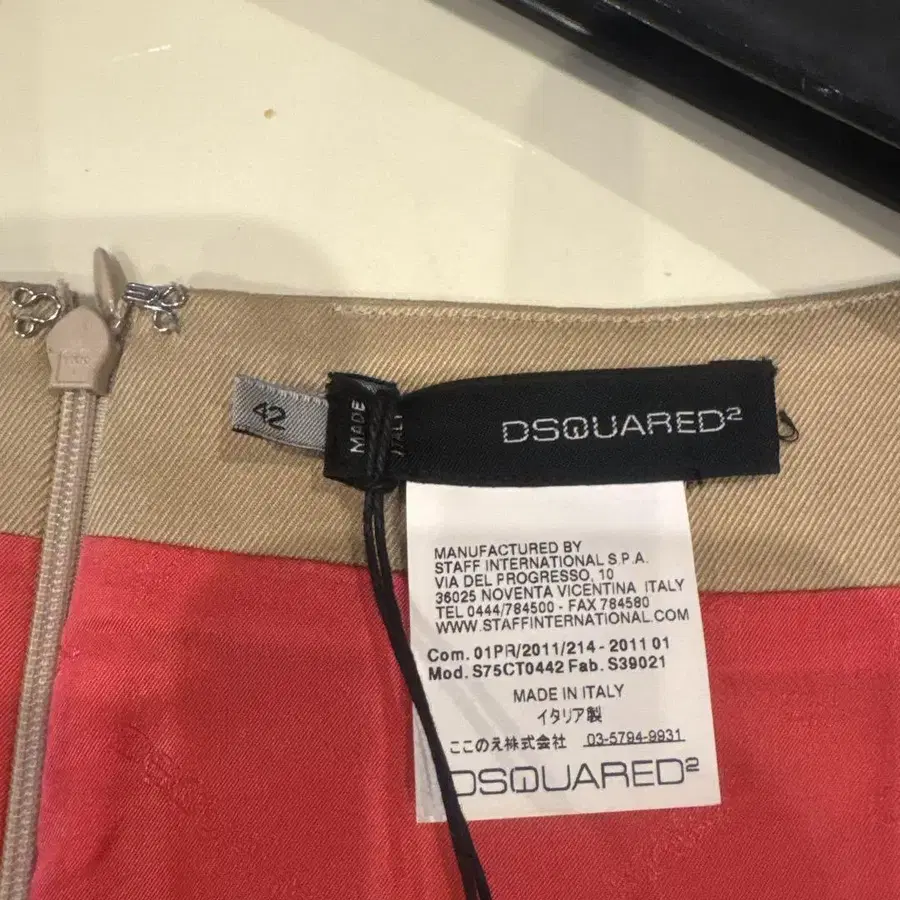 42
MADE
ITALY
DSQUARED²
MANUFACTURED BY
STAFF INTERNATIONAL S.P.A.
VIA DEL PROGRESSO, 10
36025 NOVENTA VICENTINA ITALY
TEL 0444/784500 - FAX 784580
WWW.STAFFINTERNATIONAL.COM
Com. 01PR/2011/214 - 2011 01
Mod. S75CT0442 Fab. S39021
MADE IN ITALY
イタリア製
ここのえ株式会社 03-5794-9931
DSQUARED²